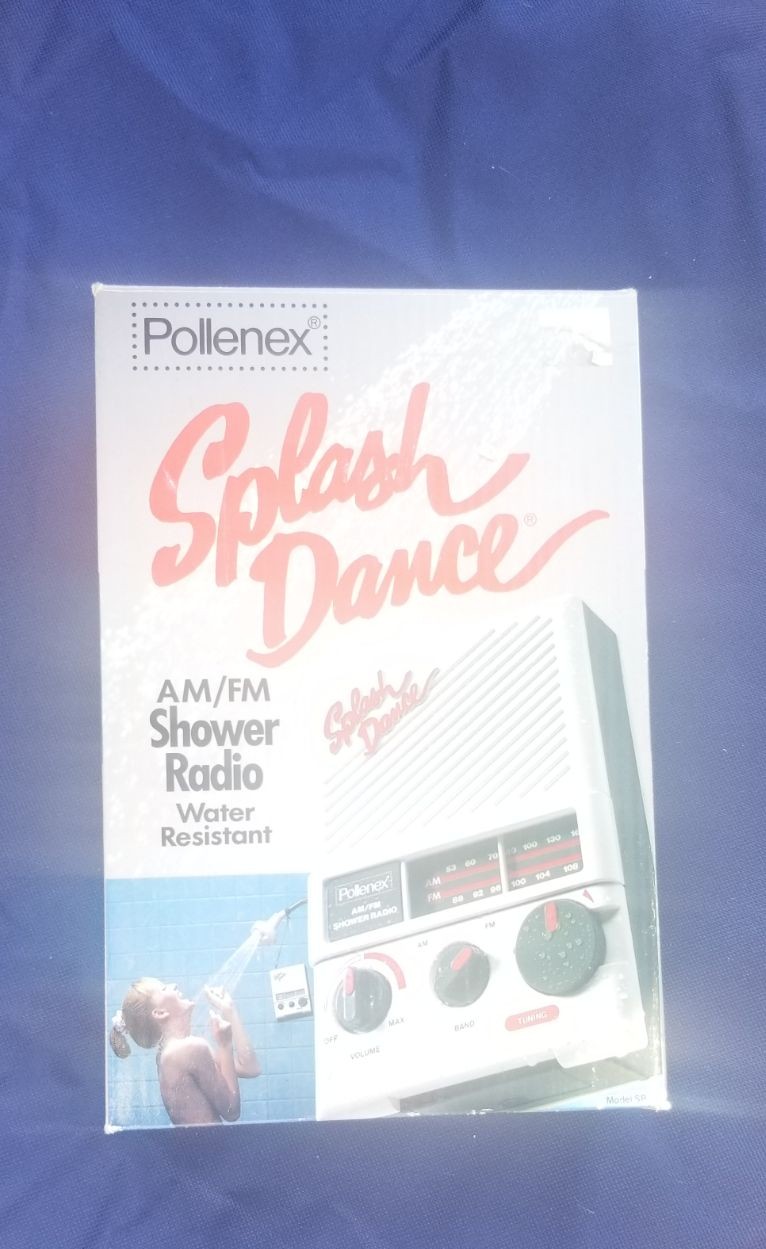 Pollenex®
Splash
Dance®
AM/FM
Shower
Radio
Water
Resistant
Splash
Dance
Pollenex
AM/FM
SHOWER RADIO
AM 53 60 70 100 130
FM 88 92 96 100 104 108
AM
FM
OFF
MAX
VOLUME
BAND
TUNING
Model